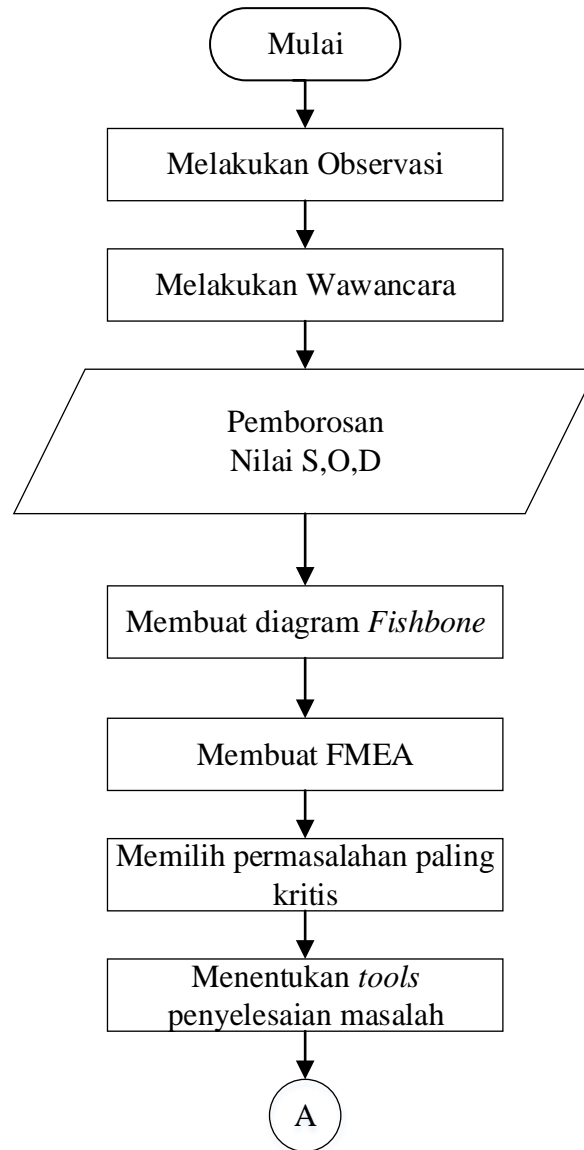 Mulai
Melakukan Observasi
Melakukan Wawancara
Pemborosan
Nilai S,O,D
Membuat diagram Fishbone
Membuat FMEA
Memilih permasalahan paling
kritis
Menentukan tools
penyelesaian masalah
A